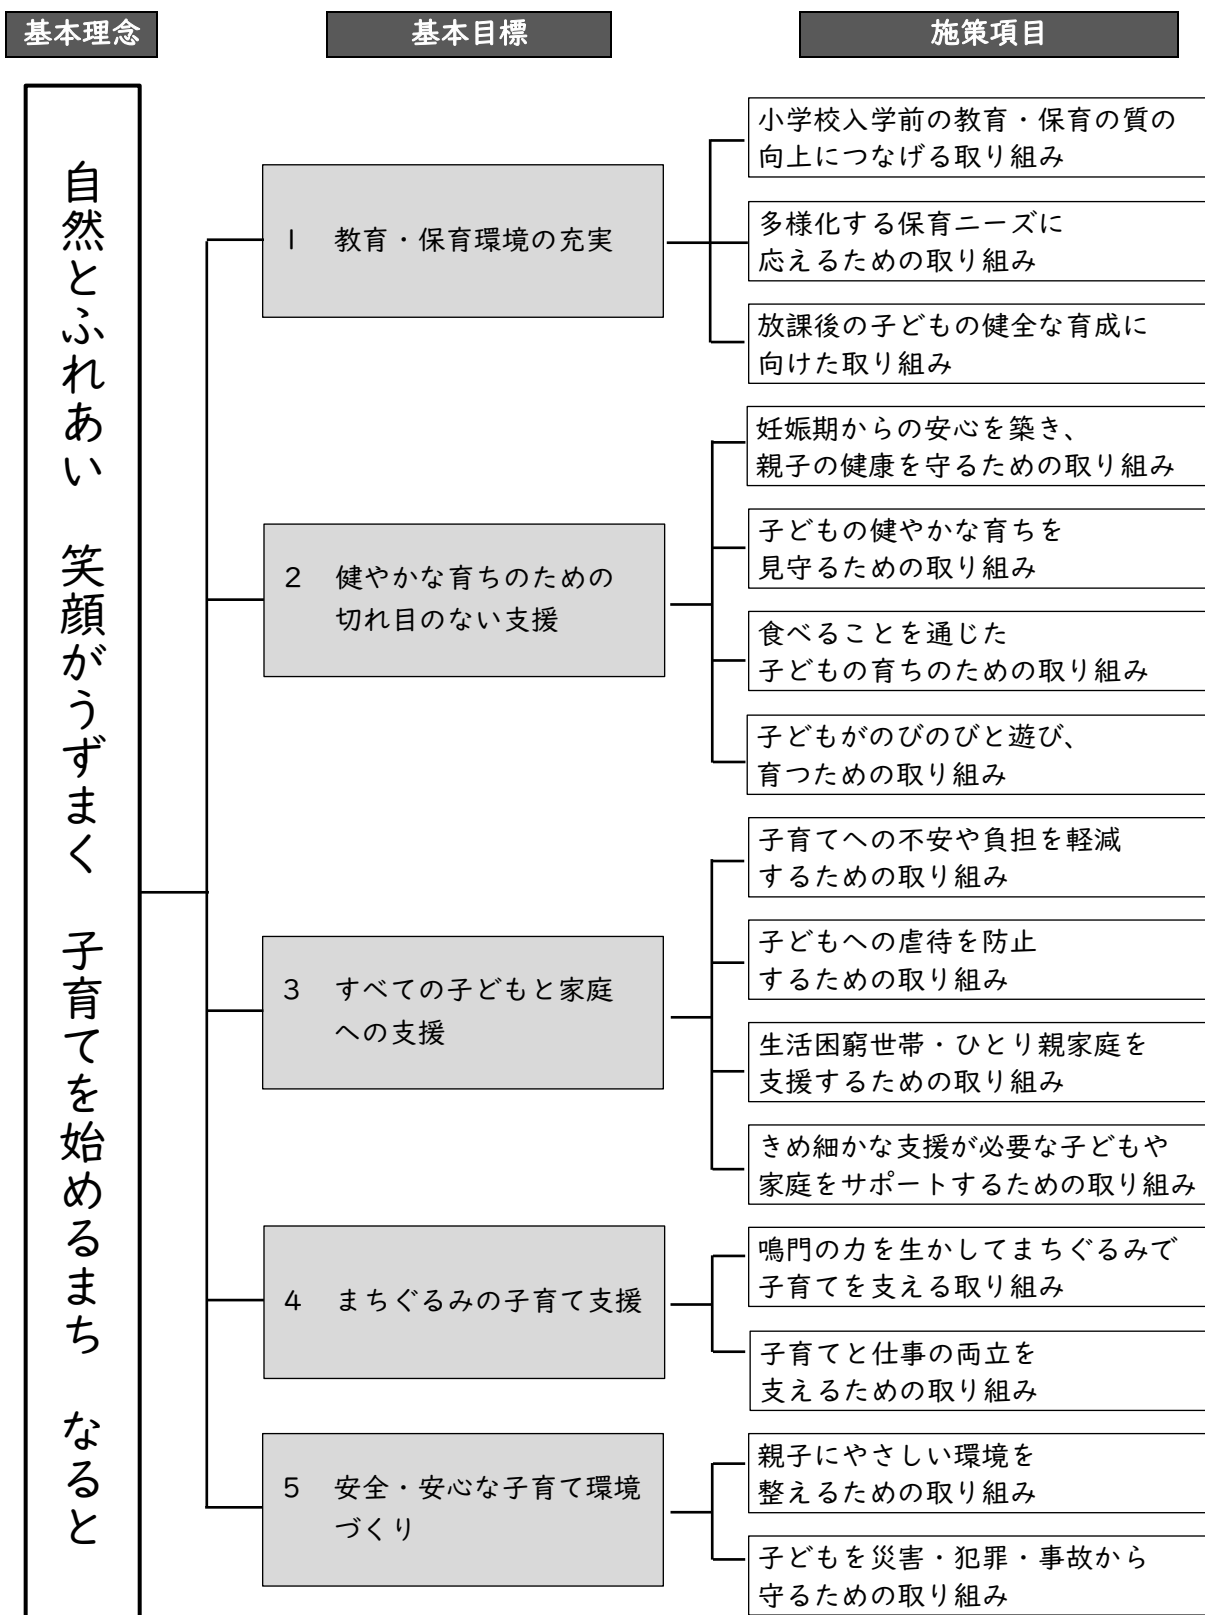 基本理念
基本目標
施策項目
自然とふれあい　笑顔がうずまく　子育てを始めるまち　なると
1　教育・保育環境の充実
小学校入学前の教育・保育の質の
向上につなげる取り組み
多様化する保育ニーズに
応えるための取り組み
放課後の子どもの健全な育成に
向けた取り組み
2　健やかな育ちのための
切れ目のない支援
妊娠期からの安心を築き、
親子の健康を守るための取り組み
子どもの健やかな育ちを
見守るための取り組み
食べることを通じた
子どもの育ちのための取り組み
子どもがのびのびと遊び、
育つための取り組み
3　すべての子どもと家庭
への支援
子育てへの不安や負担を軽減
するための取り組み
子どもへの虐待を防止
するための取り組み
生活困窮世帯・ひとり親家庭を
支援するための取り組み
きめ細かな支援が必要な子どもや
家庭をサポートするための取り組み
4　まちぐるみの子育て支援
鳴門の力を生かしてまちぐるみで
子育てを支える取り組み
子育てと仕事の両立を
支えるための取り組み
5　安全・安心な子育て環境
づくり
親子にやさしい環境を
整えるための取り組み
子どもを災害・犯罪・事故から
守るための取り組み